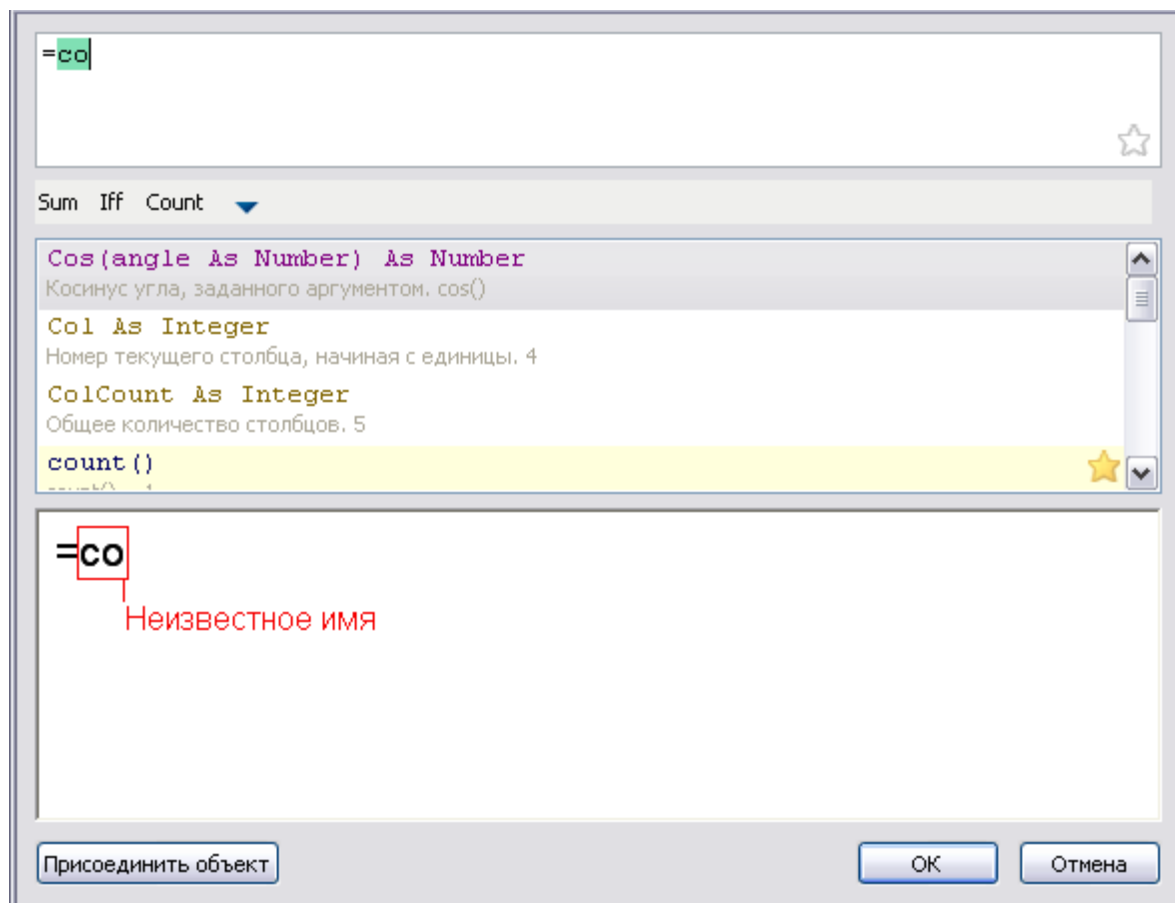 =co
Sum Iff Count
Cos(angle As Number) As Number
Косинус угла, заданного аргументом. cos()
Col As Integer
Номер текущего столбца, начиная с единицы. 4
ColCount As Integer
Общее количество столбцов. 5
count()
=co
Неизвестное имя
Присоединить объект
ОК
Отмена